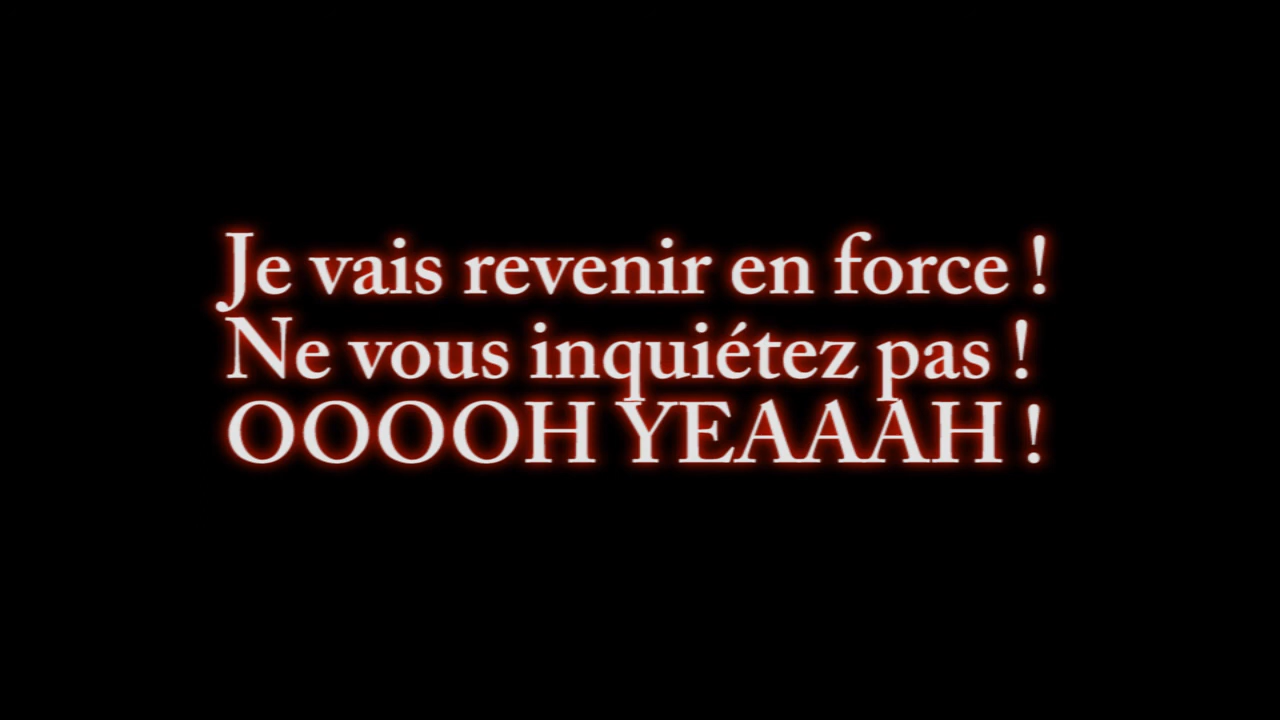 Je vais revenir en force !
Ne vous inquiétez pas !
OOOOH YEAAAH !